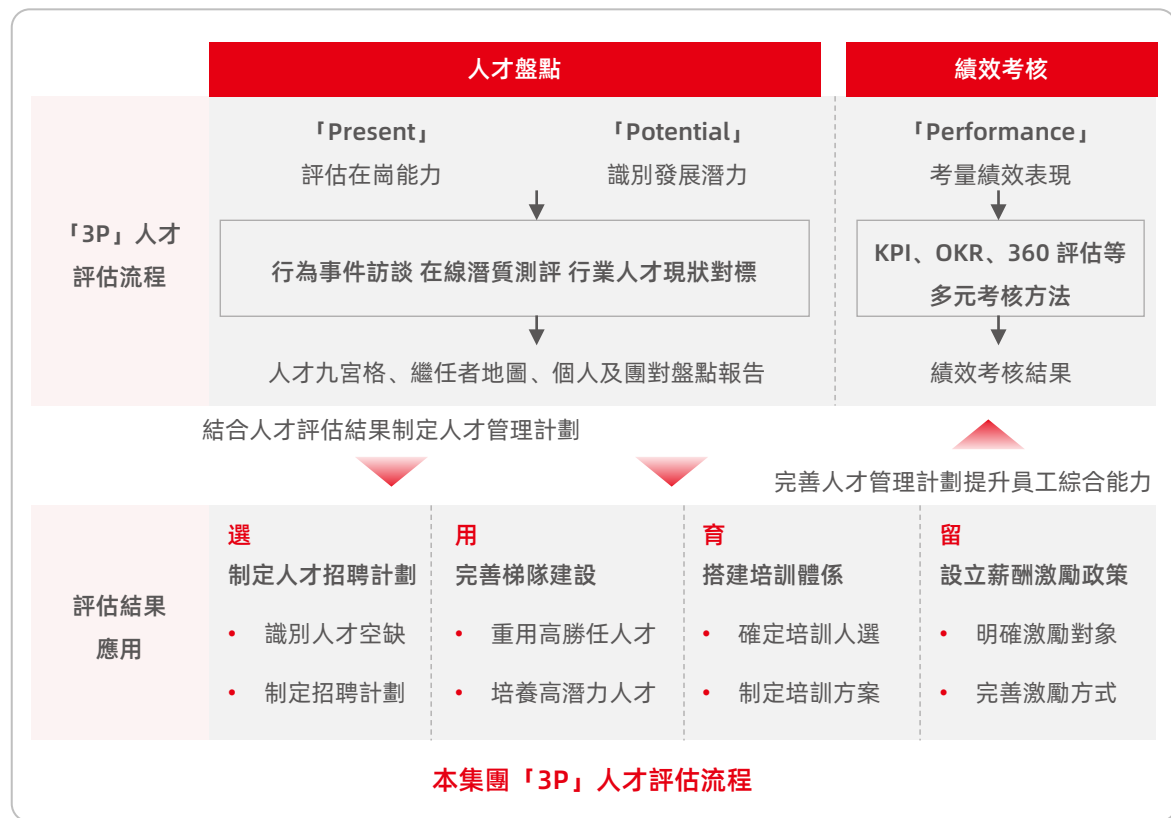 人才盤點
績效考核
「3P」人才
評估流程
「Present」
評估在崗能力
「Potential」
識別發展潛力
行為事件訪談 在線潛質測評 行業人才現狀對標
人才九宮格、繼任者地圖、個人及團對盤點報告
「Performance」
考量績效表現
KPI、OKR、360 評估等
多元考核方法
績效考核結果
結合人才評估結果制定人才管理計劃
完善人才管理計劃提升員工綜合能力
評估結果
應用
選
制定人才招聘計劃
• 識別人才空缺
• 制定招聘計劃
用
完善梯隊建設
• 重用高勝任人才
• 培養高潛力人才
育
搭建培訓體係
• 確定培訓人選
• 制定培訓方案
留
設立薪酬激勵政策
• 明確激勵對象
• 完善激勵方式
本集團「3P」人才評估流程